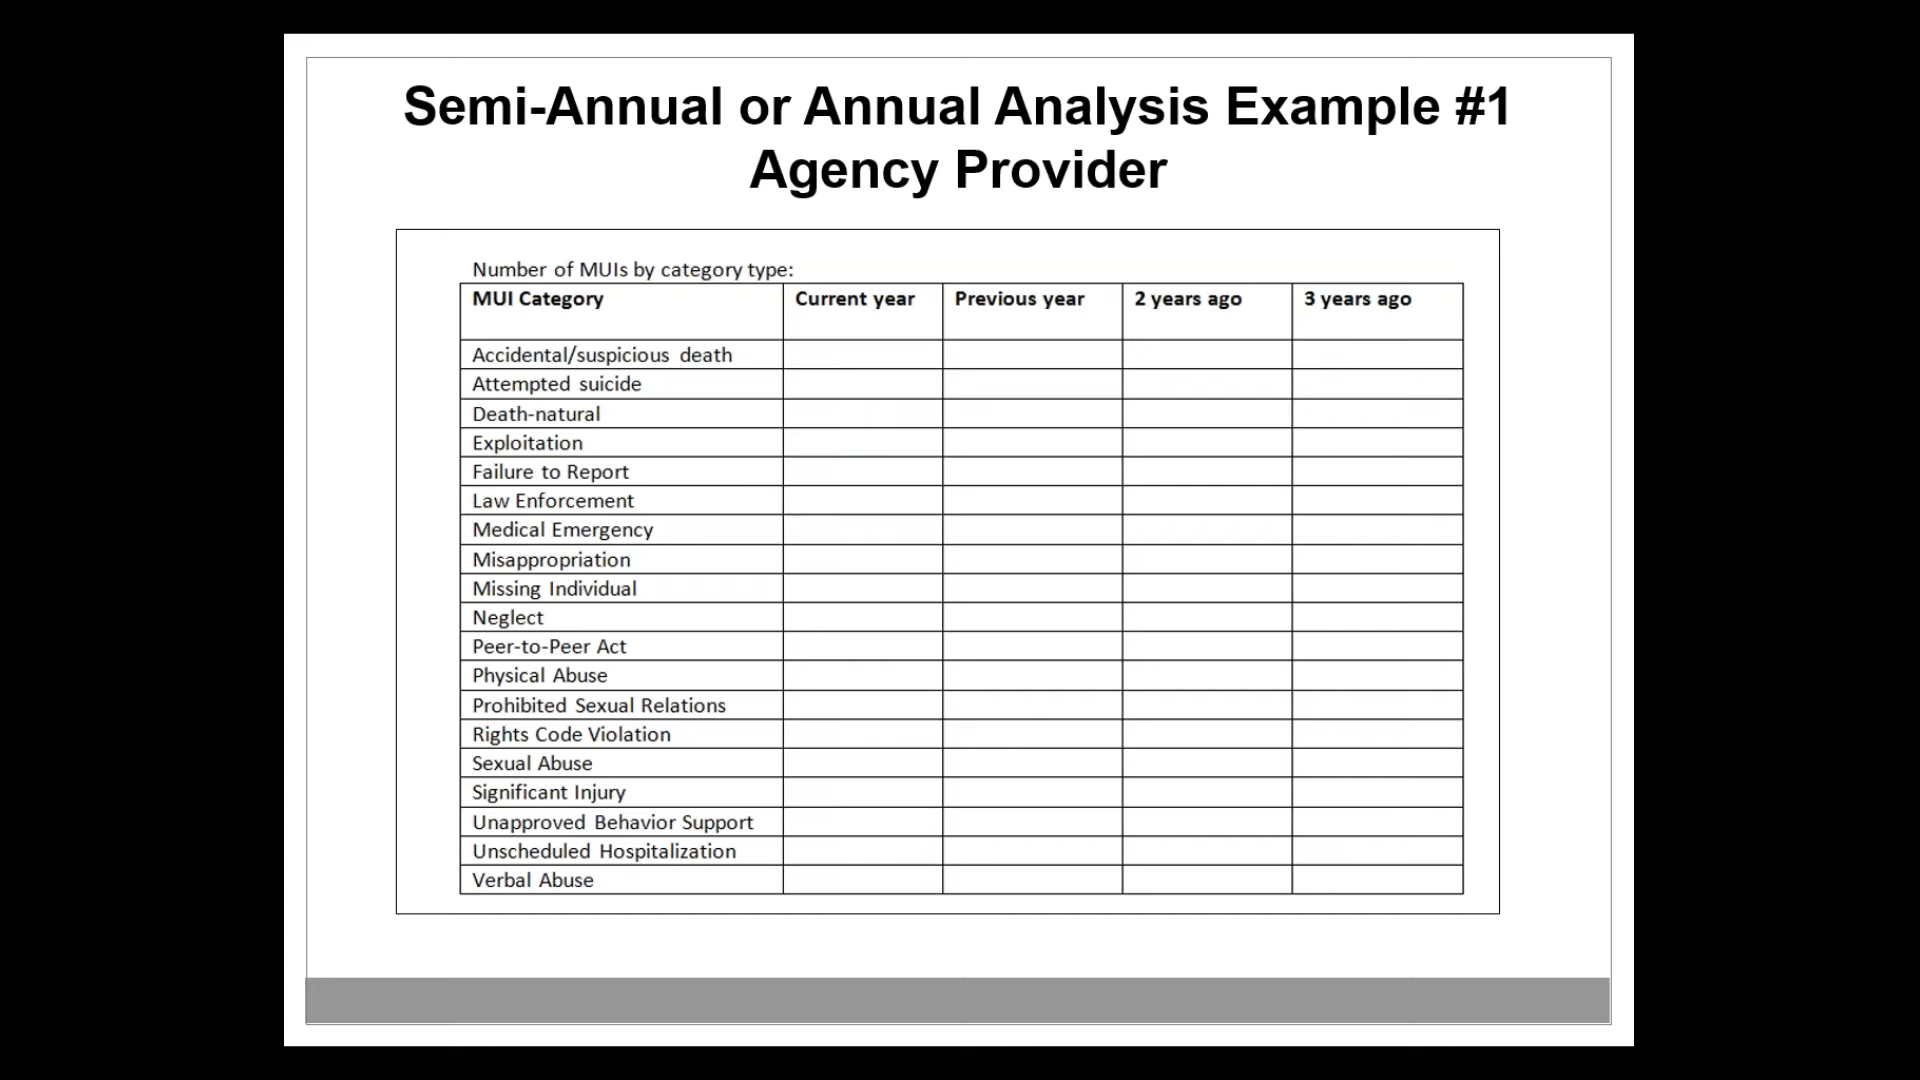 Semi-Annual or Annual Analysis Example #1
Agency Provider
Number of MUIs by category type:
MUI Category Current year Previous year 2 years ago 3 years ago
Accidental/suspicious death
Attempted suicide
Death-natural
Exploitation
Failure to Report
Law Enforcement
Medical Emergency
Misappropriation
Missing Individual
Neglect
Peer-to-Peer Act
Physical Abuse
Prohibited Sexual Relations
Rights Code Violation
Sexual Abuse
Significant Injury
Unapproved Behavior Support
Unscheduled Hospitalization
Verbal Abuse